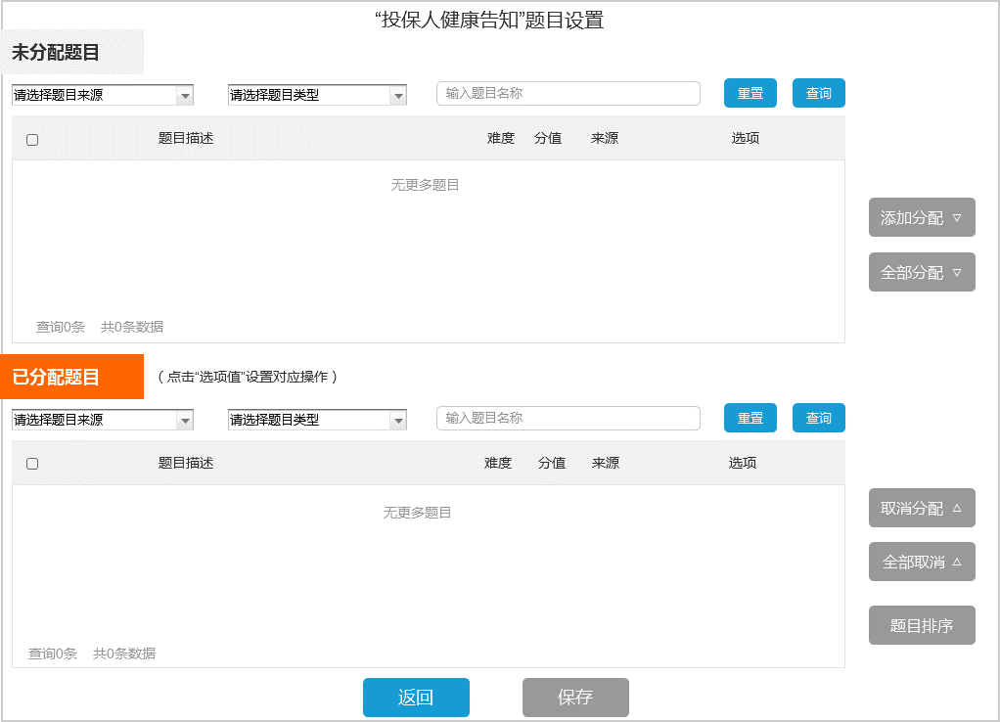 “投保人健康告知”题目设置
未分配题目
请选择题目来源 请选择题目类型 输入题目名称 重置 查询
题目描述 难度 分值 来源 选项
无更多题目
添加分配 ▽
全部分配 ▽
查询0条 共0条数据
已分配题目 （点击“选项值”设置对应操作）
请选择题目来源 请选择题目类型 输入题目名称 重置 查询
题目描述 难度 分值 来源 选项
无更多题目
取消分配 △
全部取消 △
题目排序
查询0条 共0条数据
返回 保存